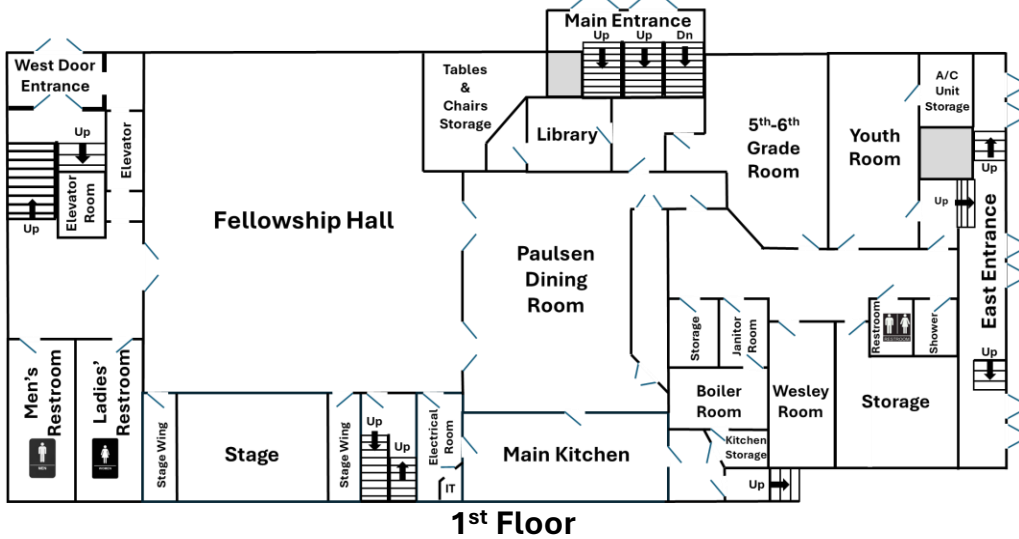 Main Entrance
Up
Up
Dn
West Door
Entrance
Tables
&
Chairs
Storage
A/C
Unit
Storage
Up
Elevator
Library
5th-6th
Grade
Room
Youth
Room
Up
Elevator
Room
Up
Up
Fellowship Hall
East Entrance
Paulsen
Dining
Room
Storage
Janitor
Room
Restroom
Shower
Up
Men's
Restroom
Ladies'
Restroom
Boiler
Room
Wesley
Room
Storage
Stage Wing
Stage
Stage Wing
Up
Up
Electrical
Room
IT
Main Kitchen
Kitchen
Storage
Up
1st Floor